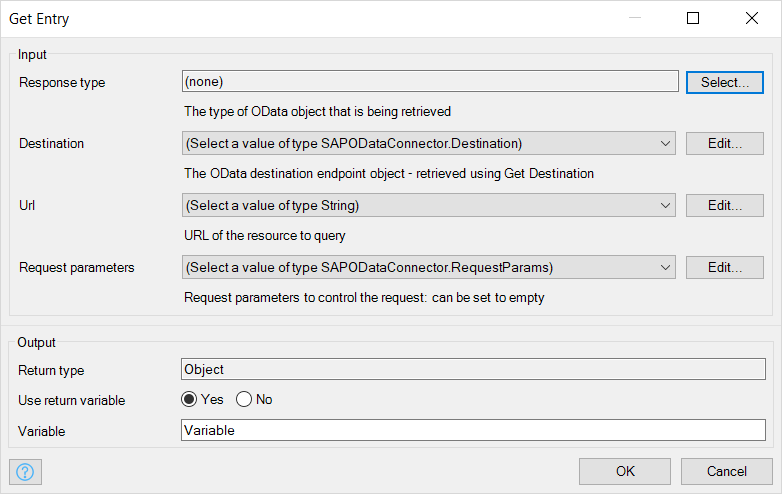 Get Entry
Input
Response type (none) Select...
The type of OData object that is being retrieved
Destination (Select a value of type SAPODataConnector.Destination) Edit...
The OData destination endpoint object - retrieved using Get Destination
Url (Select a value of type String) Edit...
URL of the resource to query
Request parameters (Select a value of type SAPODataConnector.RequestParams) Edit...
Request parameters to control the request: can be set to empty
Output
Return type Object
Use return variable Yes No
Variable Variable
? OK Cancel